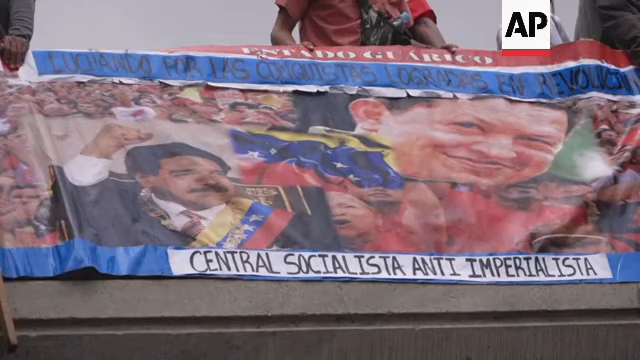 AP
ESTADO GUÁRICO
LUCHANDO POR LAS CONQUISTAS LOGRADAS EN REVOLUCIÓN
CENTRAL SOCIALISTA ANTI IMPERIALISTA